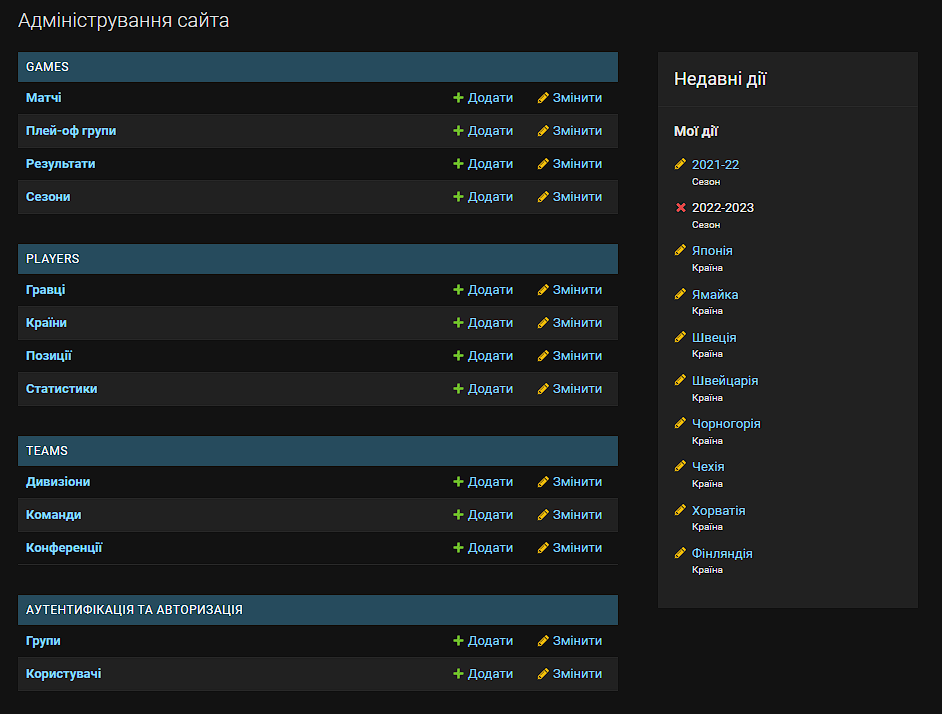 Адміністрування сайта
GAMES
Матчі Додати Змінити
Плей-оф групи Додати Змінити
Результати Додати Змінити
Сезони Додати Змінити
PLAYERS
Гравці Додати Змінити
Країни Додати Змінити
Позиції Додати Змінити
Статистики Додати Змінити
TEAMS
Дивизіони Додати Змінити
Команди Додати Змінити
Конференції Додати Змінити
АУТЕНТИФІКАЦІЯ ТА АВТОРИЗАЦІЯ
Групи Додати Змінити
Користувачі Додати Змінити
Недавні дії
Мої дії
2021-22
Сезон
2022-2023
Сезон
Японія
Країна
Ямайка
Країна
Швеція
Країна
Швейцарія
Країна
Чорногорія
Країна
Чехія
Країна
Хорватія
Країна
Фінляндія
Країна